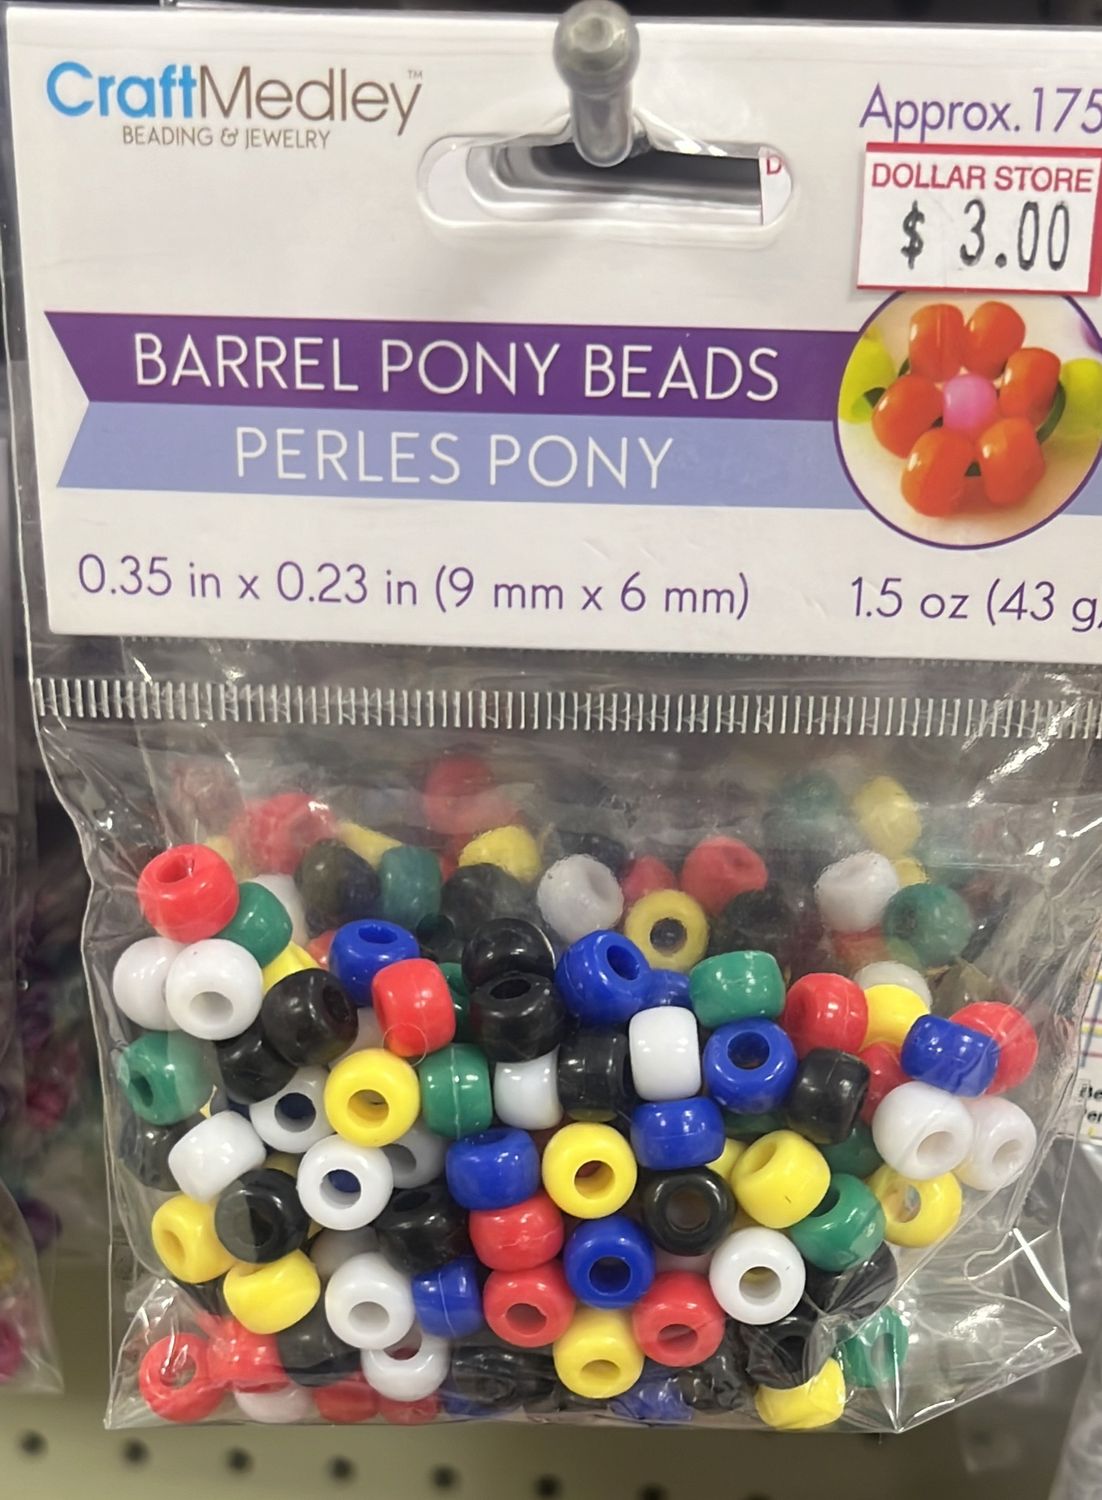 CraftMedley™
BEADING & JEWELRY
Approx. 175
D
DOLLAR STORE
$ 3.00
BARREL PONY BEADS
PERLES PONY
0.35 in x 0.23 in (9 mm x 6 mm)
1.5 oz (43 g)